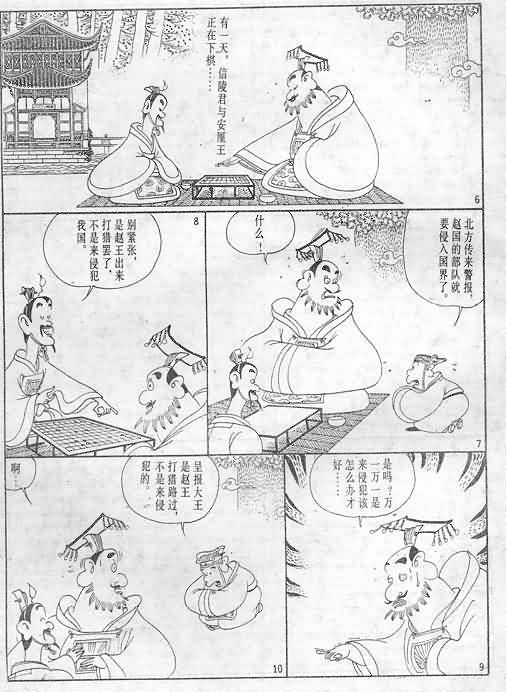 有一天，信陵君与安厘王
正在下棋……
6
北方传来警报，
赵国的部队就
要侵入国界了。
什么！
7
8
别紧张，
是赵王出来
打猎罢了，
不是来侵犯
我国。
是吗？万
一万一是
来侵犯该
怎么办才
好……
9
呈报大王
是赵王
打猎路过，
不是来侵
犯的。
啊…
10